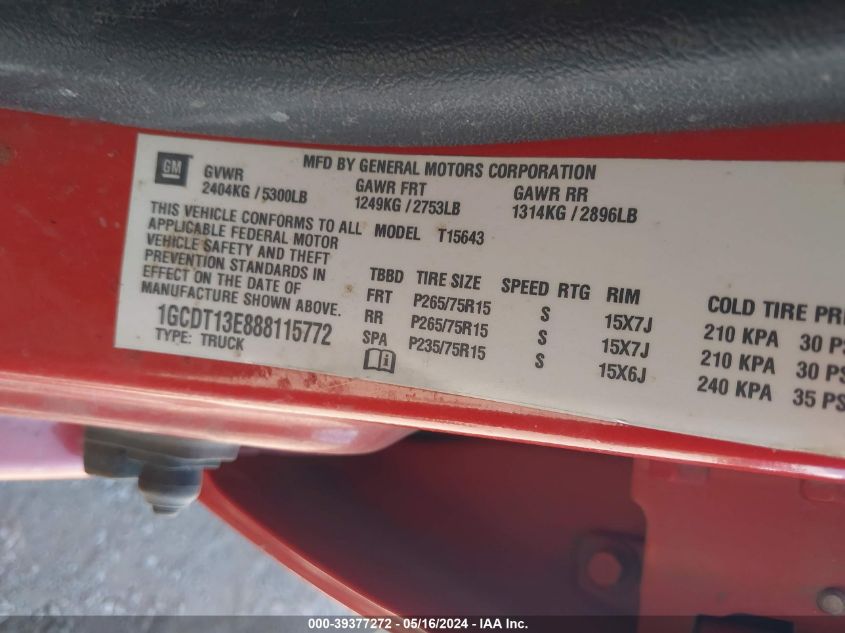 GM
MFD BY GENERAL MOTORS CORPORATION
GVWR GAWR FRT GAWR RR
2404KG / 5300LB 1249KG / 2753LB 1314KG / 2896LB
THIS VEHICLE CONFORMS TO ALL
APPLICABLE FEDERAL MOTOR
VEHICLE SAFETY AND THEFT
PREVENTION STANDARDS IN
EFFECT ON THE DATE OF
MANUFACTURE SHOWN ABOVE.
1GCDT13E888115772
TYPE: TRUCK
MODEL T15643
TBBD TIRE SIZE SPEED RTG RIM COLD TIRE PR
FRT P265/75R15 S 15X7J 210 KPA 30 PS
RR P265/75R15 S 15X7J 210 KPA 30 PS
SPA P235/75R15 S 15X6J 240 KPA 35 PS
000-39377272 - 05/16/2024 - IAA Inc.